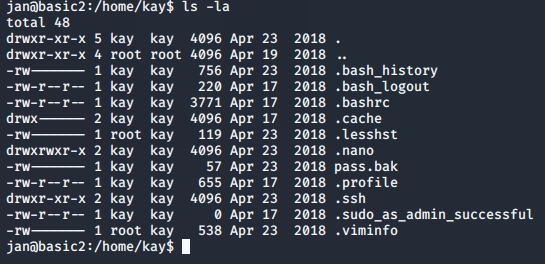 jan@basic2:/home/kay$ ls -la
total 48
drwxr-xr-x 5 kay  kay  4096 Apr 23  2018 .
drwxr-xr-x 4 root root 4096 Apr 19  2018 ..
-rw------- 1 kay  kay   756 Apr 23  2018 .bash_history
-rw-r--r-- 1 kay  kay   220 Apr 17  2018 .bash_logout
-rw-r--r-- 1 kay  kay  3771 Apr 17  2018 .bashrc
drwx------ 2 kay  kay  4096 Apr 17  2018 .cache
-rw------- 1 root kay   119 Apr 23  2018 .lesshst
drwxrwxr-x 2 kay  kay  4096 Apr 23  2018 .nano
-rw------- 1 kay  kay    57 Apr 23  2018 pass.bak
-rw-r--r-- 1 kay  kay   655 Apr 17  2018 .profile
drwxr-xr-x 2 kay  kay  4096 Apr 23  2018 .ssh
-rw-r--r-- 1 kay  kay     0 Apr 17  2018 .sudo_as_admin_successful
-rw------- 1 root kay   538 Apr 23  2018 .viminfo
jan@basic2:/home/kay$